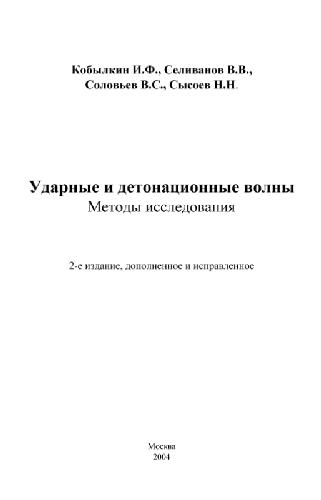 Кобылкин И.Ф., Селиванов В.В.,
Соловьев В.С., Сысоев Н.Н.
Ударные и детонационные волны
Методы исследования
2-е издание, дополненное и исправленное
Москва
2004